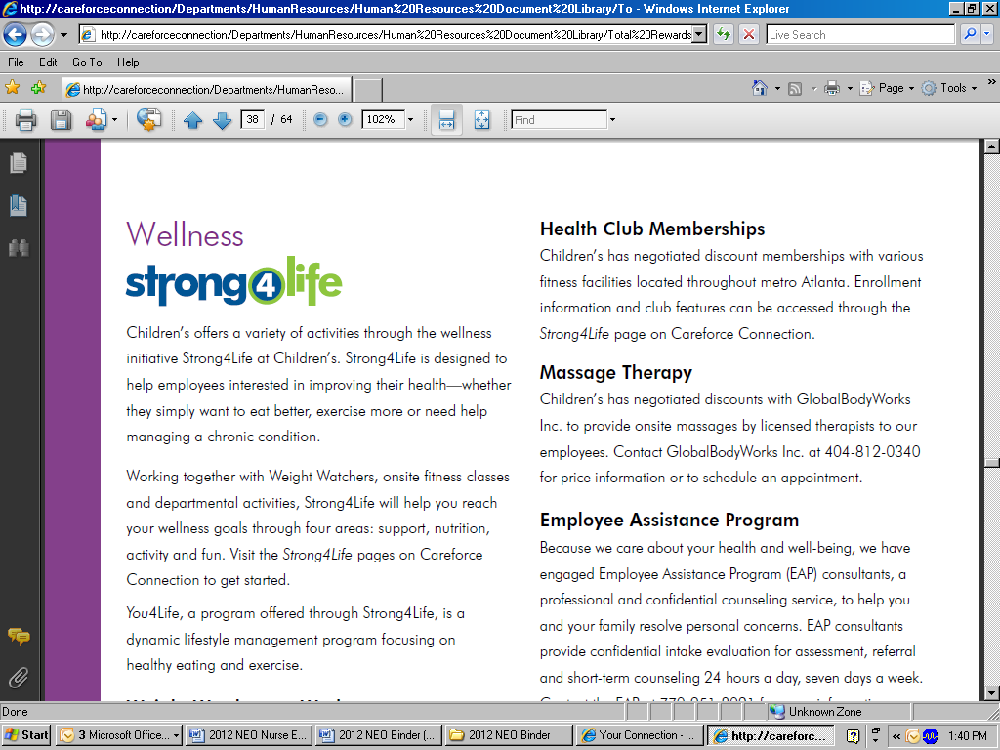 http://careforceconnection/Departments/HumanResources/Human%20Resources%20Document%20Library/To - Windows Internet Explorer
http://careforceconnection/Departments/HumanResources/Human%20Resources%20Document%20Library/Total%20Rewards
Live Search
File Edit Go To Help
http://careforceconnection/Departments/HumanReso...
Page Tools
38 / 64 102% Find
Wellness
strong4life
Children's offers a variety of activities through the wellness
initiative Strong4Life at Children's. Strong4Life is designed to
help employees interested in improving their health—whether
they simply want to eat better, exercise more or need help
managing a chronic condition.
Working together with Weight Watchers, onsite fitness classes
and departmental activities, Strong4Life will help you reach
your wellness goals through four areas: support, nutrition,
activity and fun. Visit the Strong4Life pages on Careforce
Connection to get started.
You4Life, a program offered through Strong4Life, is a
dynamic lifestyle management program focusing on
healthy eating and exercise.
Health Club Memberships
Children's has negotiated discount memberships with various
fitness facilities located throughout metro Atlanta. Enrollment
information and club features can be accessed through the
Strong4Life page on Careforce Connection.
Massage Therapy
Children's has negotiated discounts with GlobalBodyWorks
Inc. to provide onsite massages by licensed therapists to our
employees. Contact GlobalBodyWorks Inc. at 404-812-0340
for price information or to schedule an appointment.
Employee Assistance Program
Because we care about your health and well-being, we have
engaged Employee Assistance Program (EAP) consultants, a
professional and confidential counseling service, to help you
and your family resolve personal concerns. EAP consultants
provide confidential intake evaluation for assessment, referral
and short-term counseling 24 hours a day, seven days a week.
Done
Unknown Zone
Start
3 Microsoft Office...
2012 NEO Nurse E...
2012 NEO Binder (...
2012 NEO Binder
Your Connection - ...
http://careforc...
1:40 PM